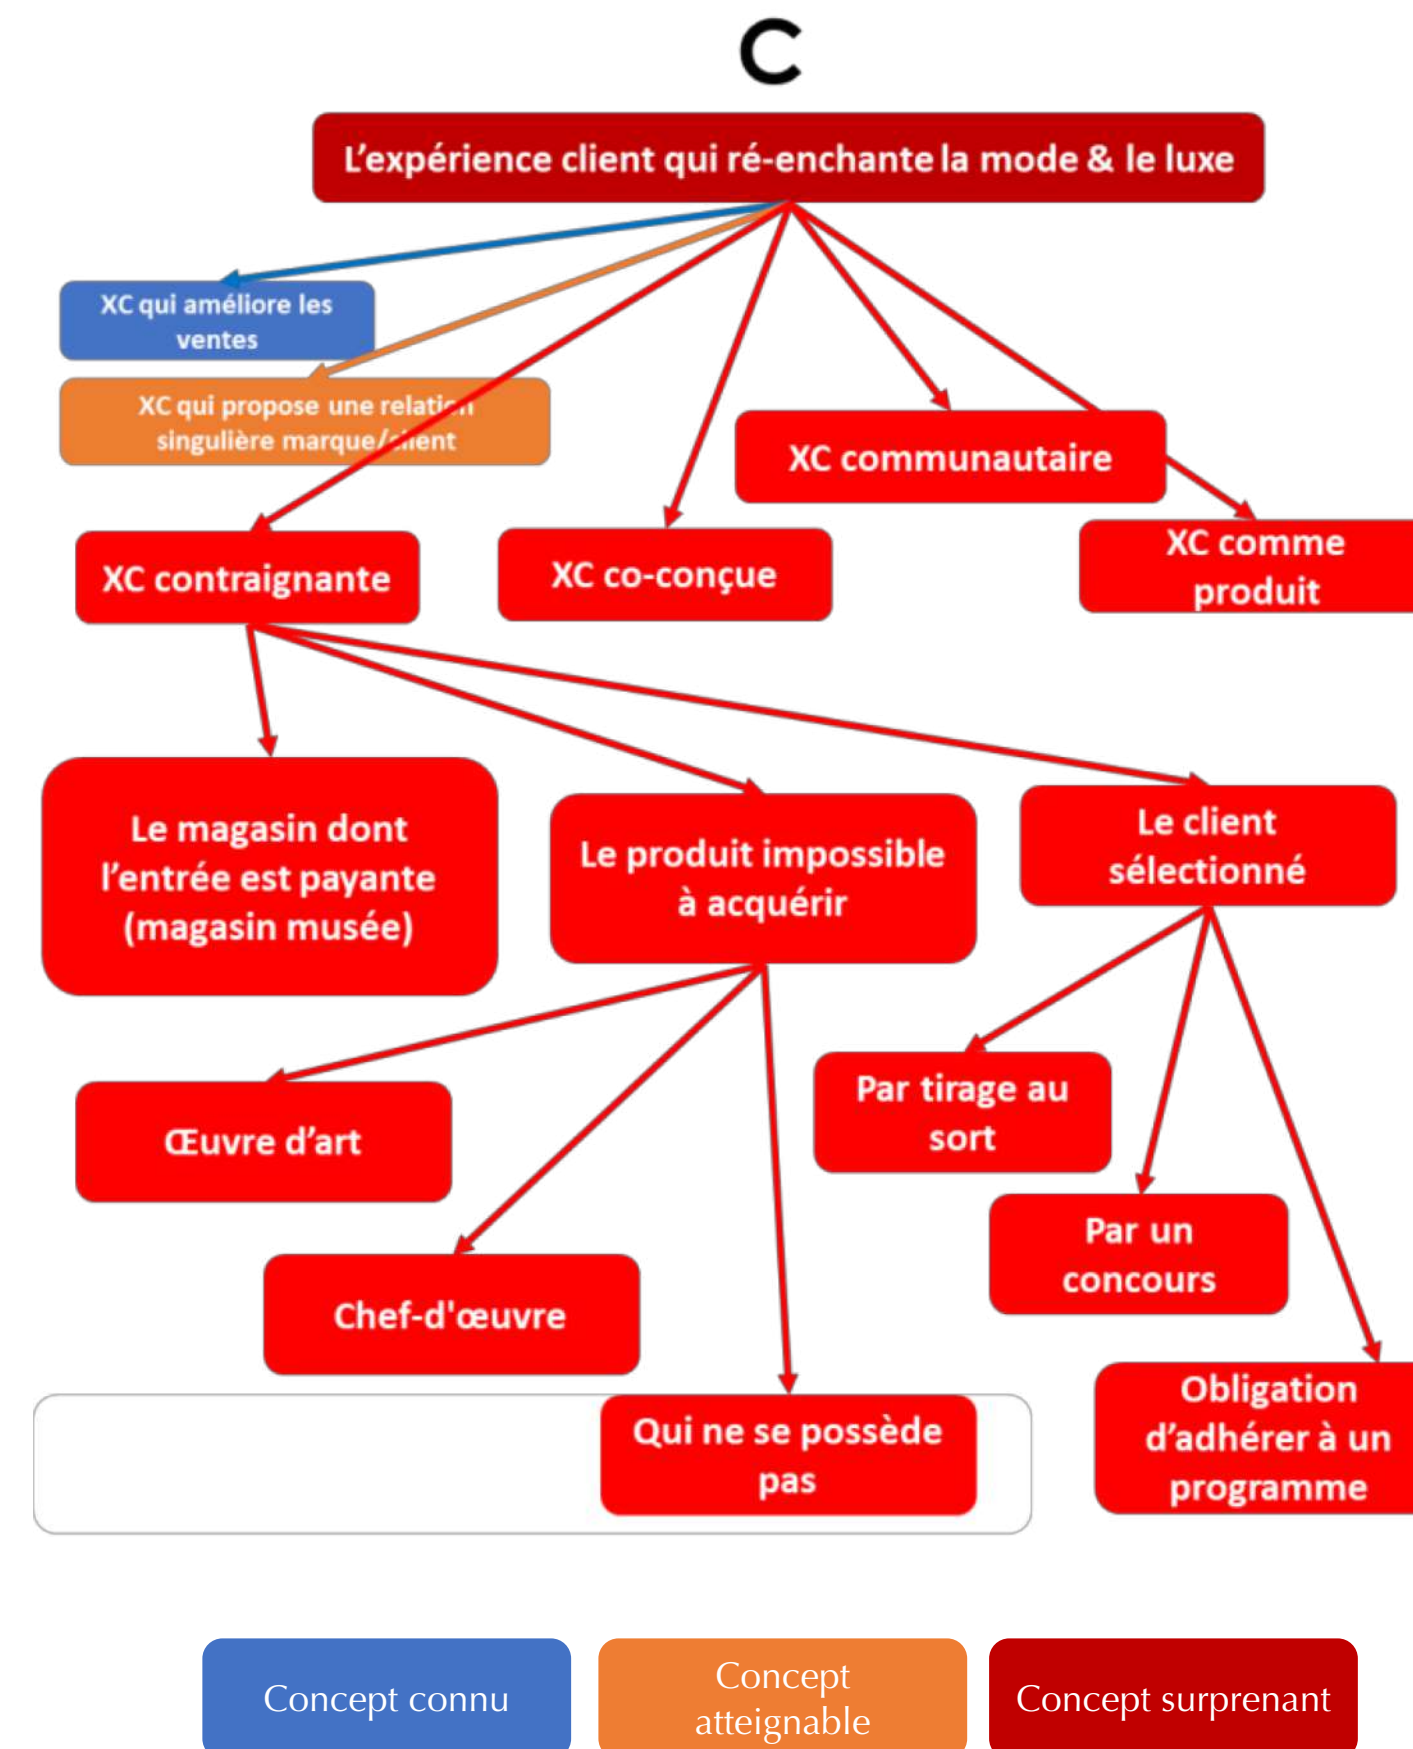 C
L'expérience client qui ré-enchante la mode & le luxe
XC qui améliore les
ventes
XC qui propose une relation
singulière marque/client
XC communautaire
XC comme
produit
XC contraignante
XC co-conçue
Le magasin dont
l'entrée est payante
(magasin musée)
Le produit impossible
à acquérir
Le client
sélectionné
Par tirage au
sort
Œuvre d'art
Par un
concours
Chef-d'œuvre
Qui ne se possède
pas
Obligation
d'adhérer à un
programme
Concept connu
Concept
atteignable
Concept surprenant